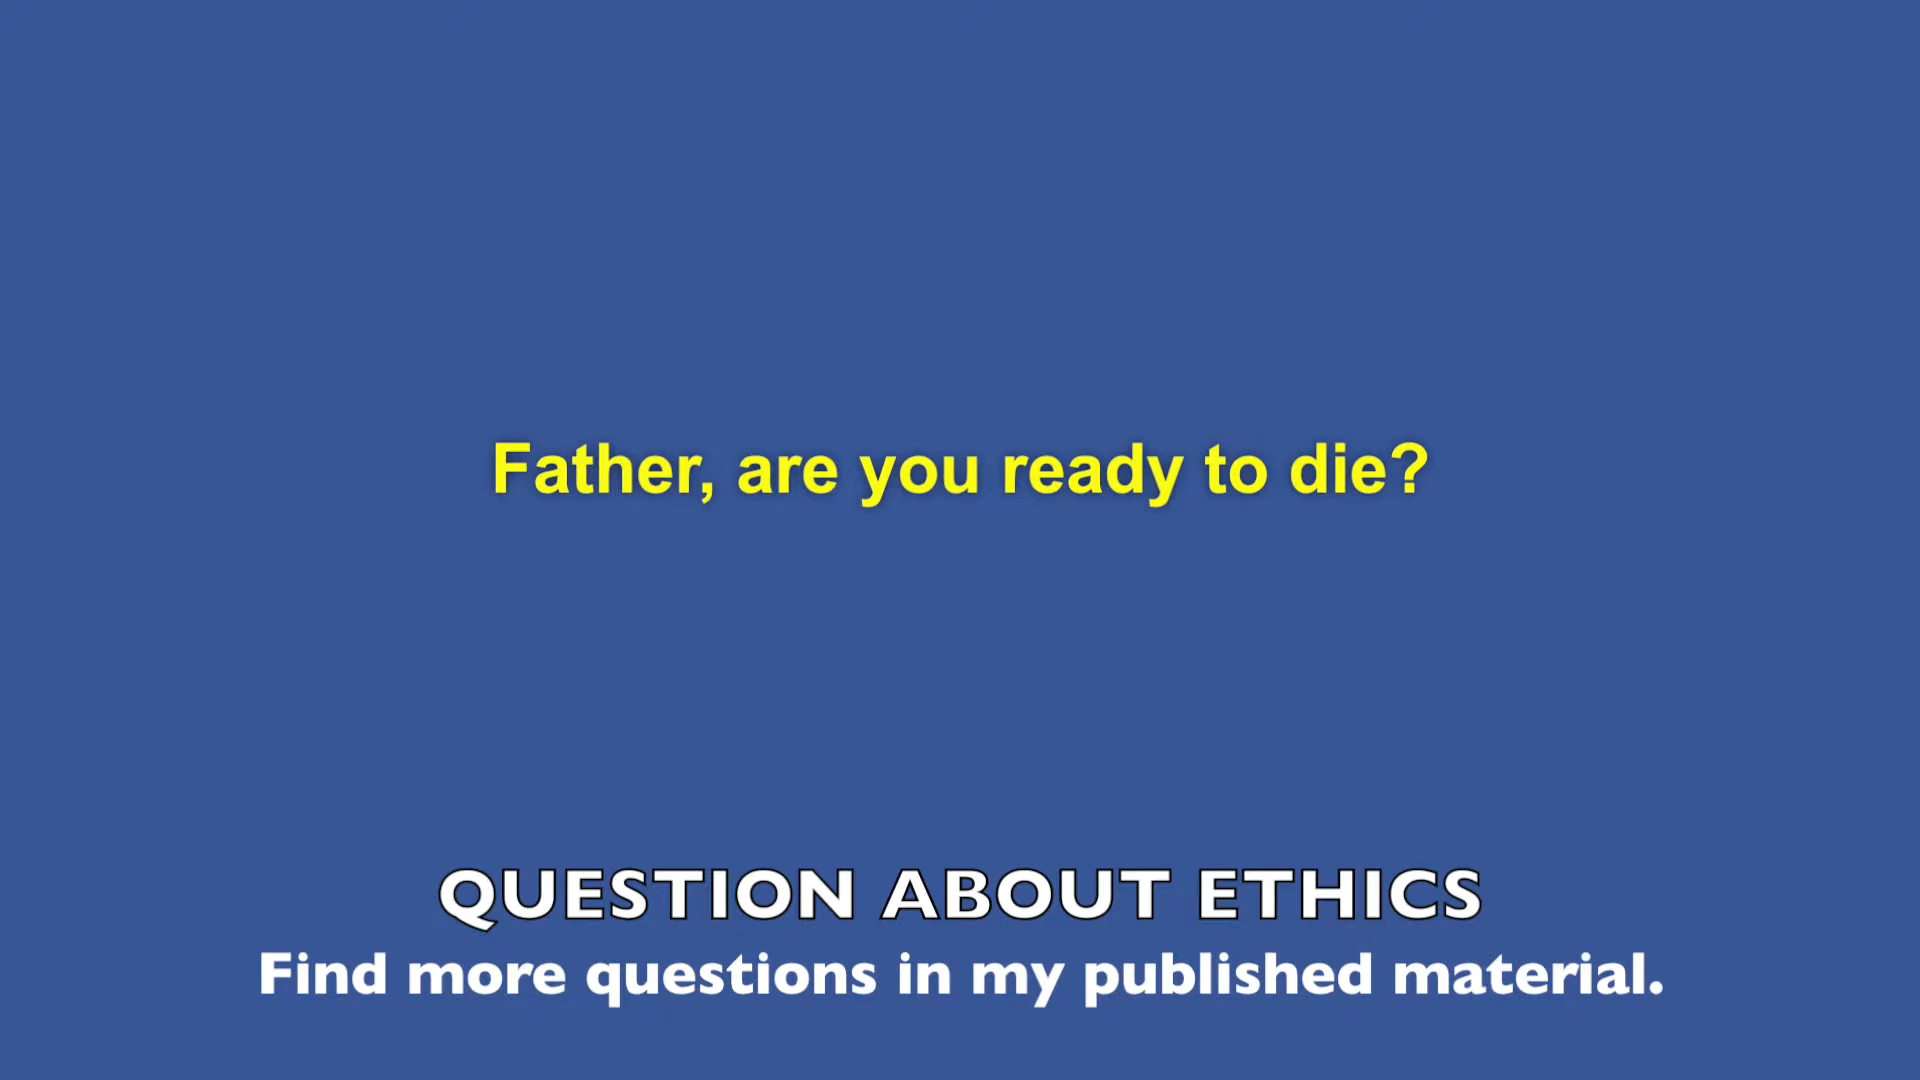 Father, are you ready to die?
QUESTION ABOUT ETHICS
Find more questions in my published material.